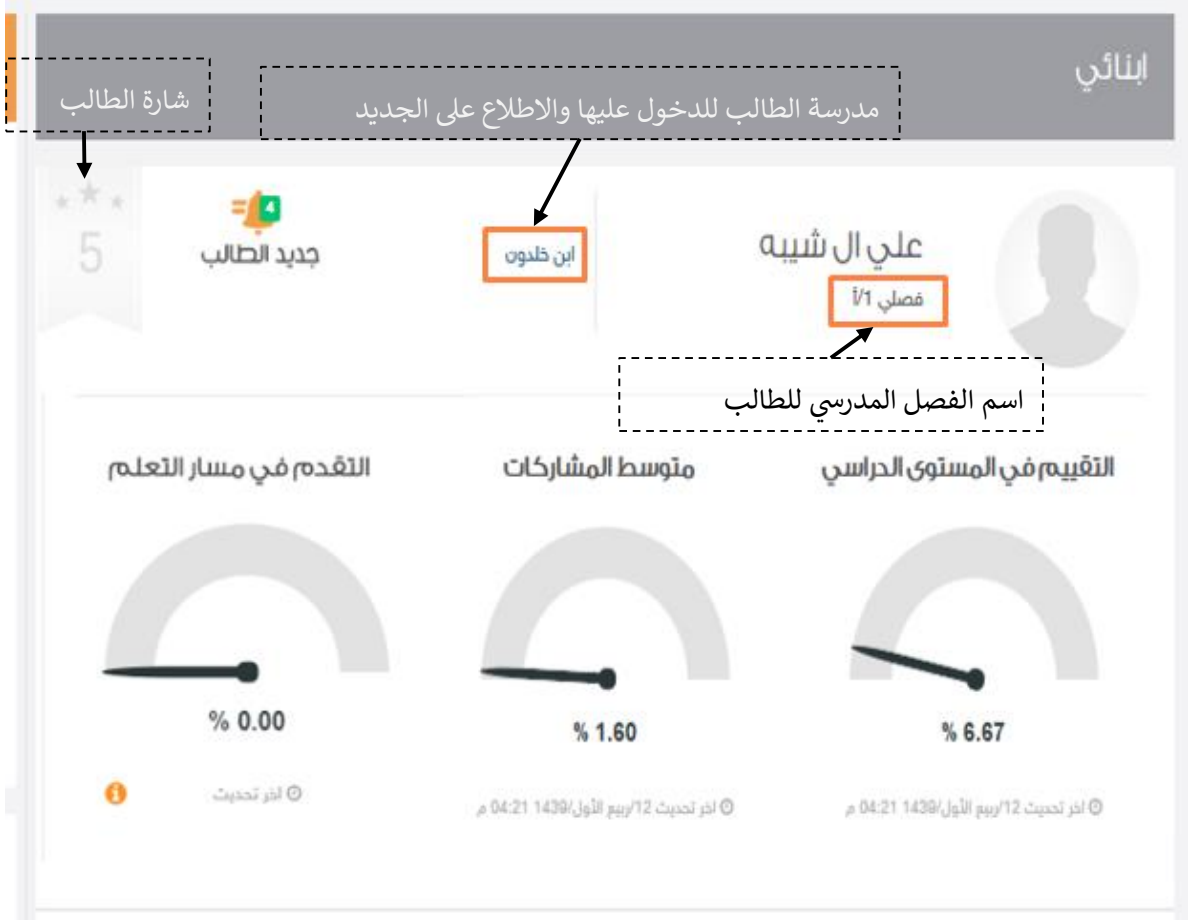 ابنائي
مدرسة الطالب للدخول عليها والاطلاع على الجديد
شارة الطالب
علي ال شيبه
فصلي 1/أ
ابن خلدون
4
جديد الطالب
5
اسم الفصل المدرسي للطالب
التقييم في المستوى الدراسي
متوسط المشاركات
التقدم في مسار التعلم
% 6.67
% 1.60
% 0.00
اخر تحديث 12/ربيع الأول/1439 04:21 م
اخر تحديث 12/ربيع الأول/1439 04:21 م
اخر تحديث